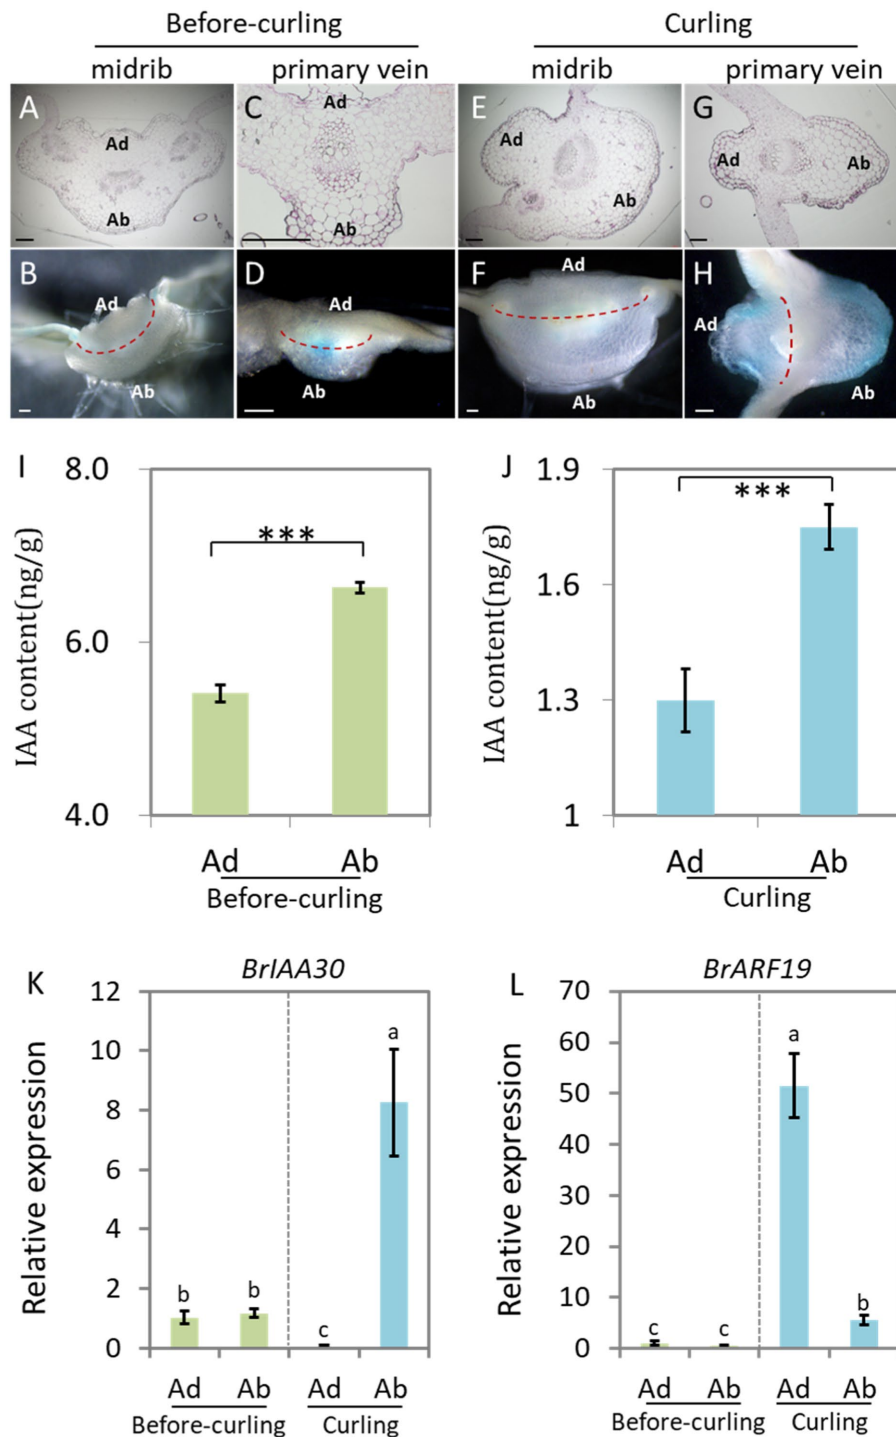 Before-curling Curling
midrib primary vein midrib primary vein
A C E G
Ad Ad Ad Ad Ab
Ab Ab Ab
B D F H
Ad Ad Ad Ad
Ab Ab Ab Ab
I J
8.0 1.9
*** ***
IAA content(ng/g) IAA content(ng/g)
1.6
6.0
1.3
4.0 1
Ad Ab Ad Ab
Before-curling Curling
K BrIAA30 L BrARF19
Relative expression Relative expression
12 70
60
10
50
8
40
6
30
4
20
2
10
0 0
b b c a c c a b
Ad Ab Ad Ab Ad Ab Ad Ab
Before-curling Curling Before-curling Curling